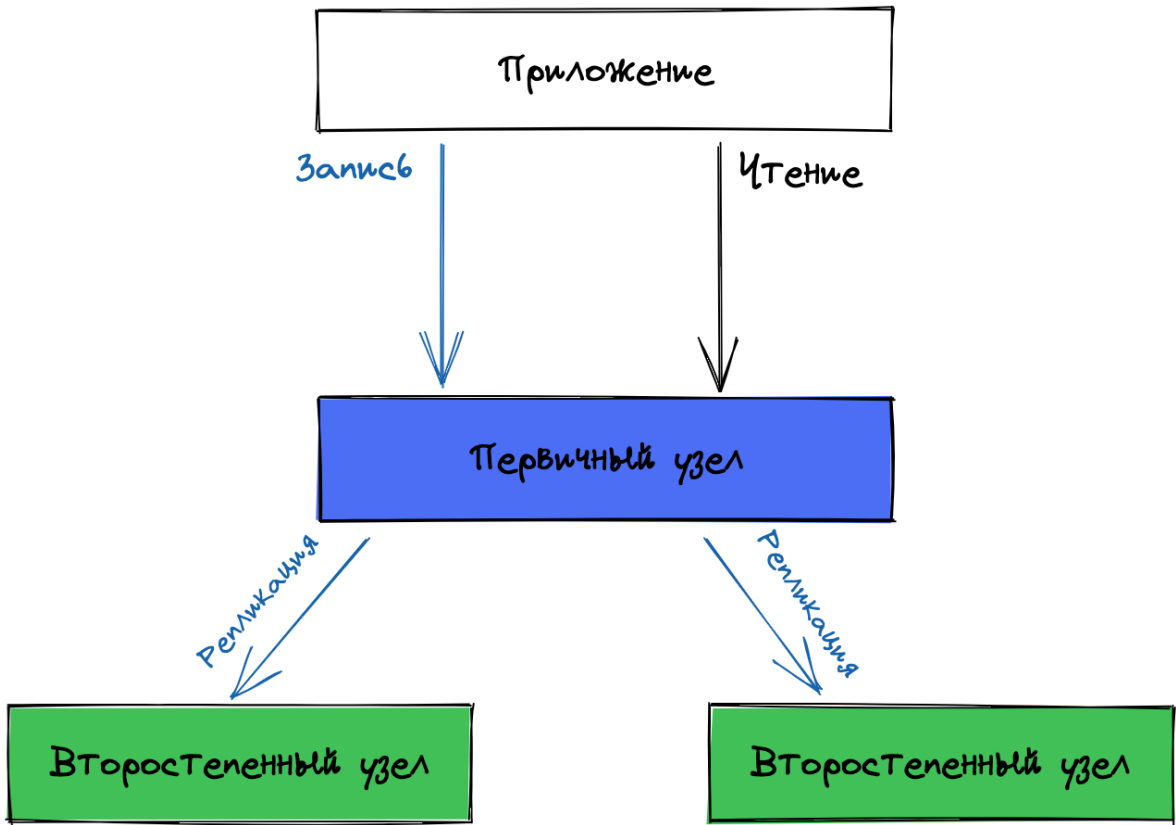 Приложение
Запись
Чтение
Первичный узел
Репликация
Репликация
Второстепенный узел
Второстепенный узел